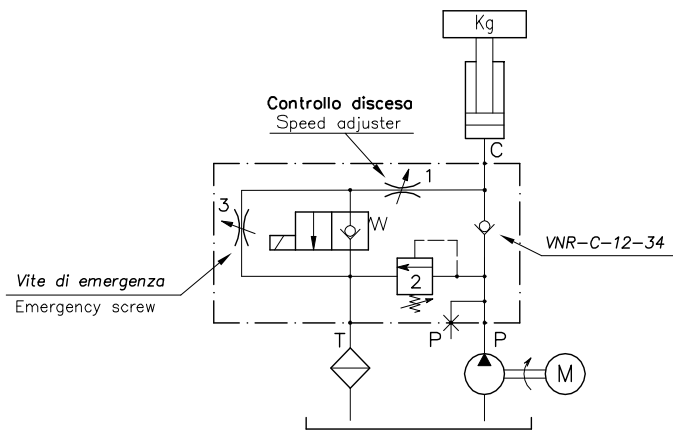 Kg
Controllo discesa
Speed adjuster
C
1
3
VNR-C-12-34
2
Vite di emergenza
Emergency screw
T
P
P
M